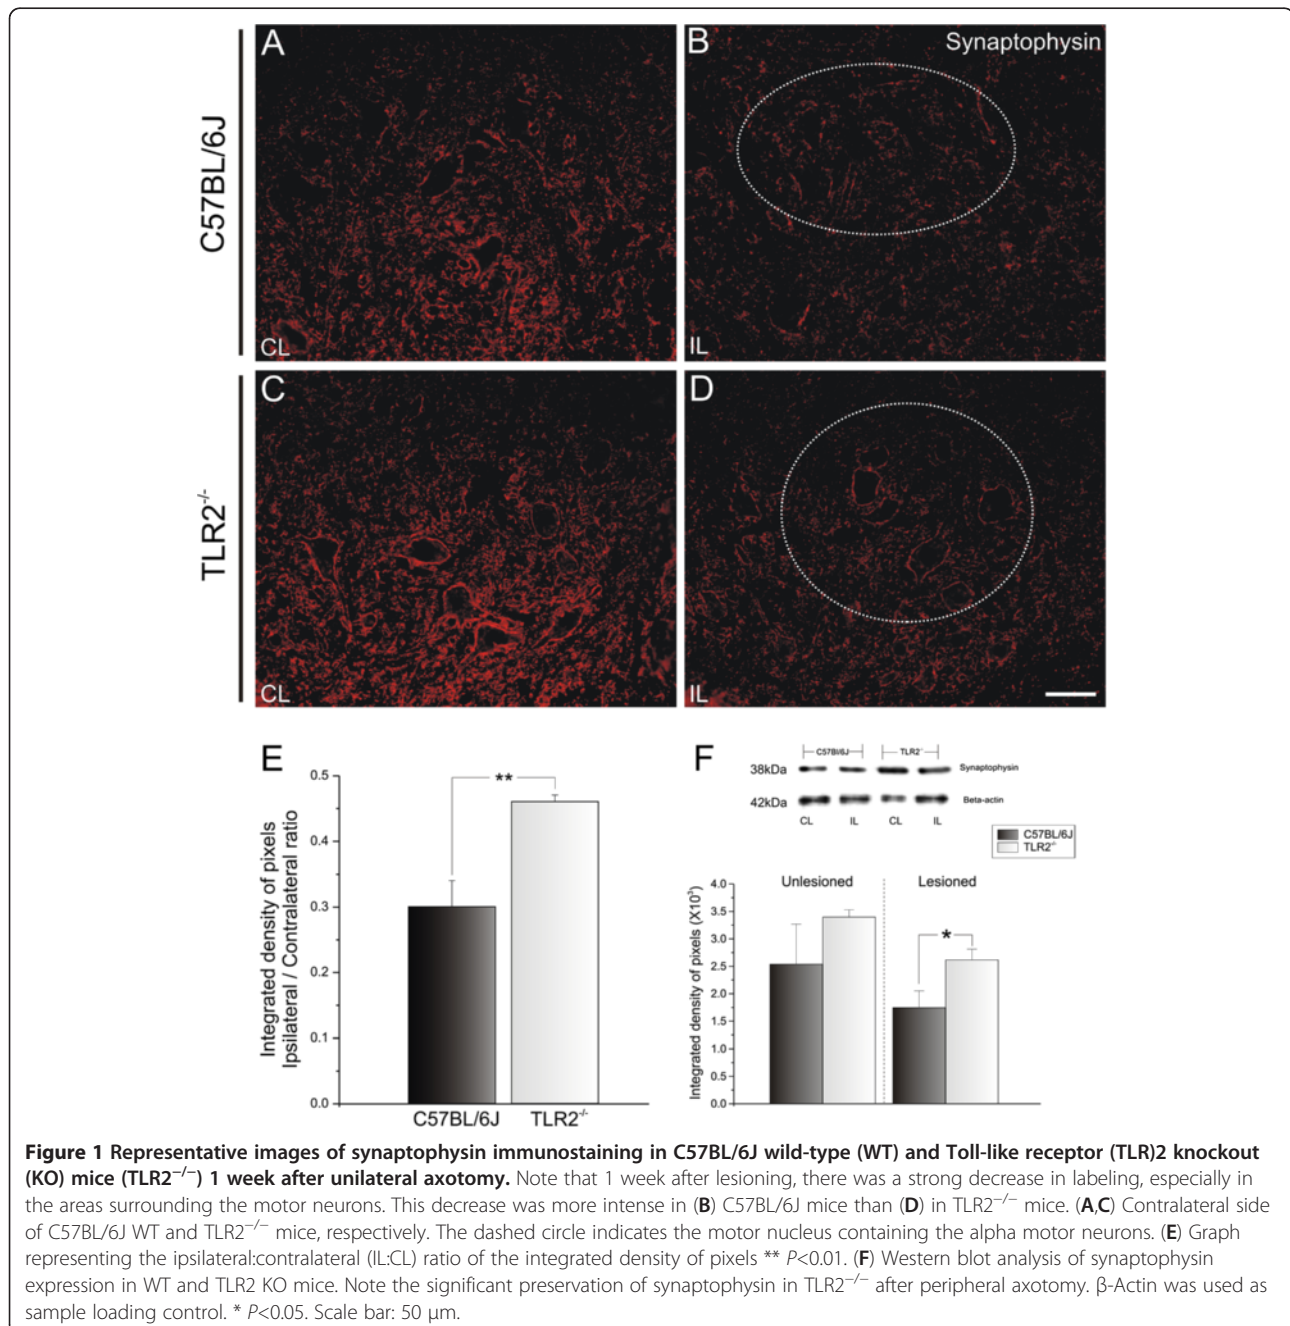 A
B
Synaptophysin
C57BL/6J
CL
IL
C
D
TLR2-/-
CL
IL
E
0.5
0.4
0.3
0.2
0.1
0.0
**
Integrated density of pixels
Ipsilateral / Contralateral ratio
C57BL/6J
TLR2-/-
F
C57Bl/6J
TLR2-/-
38kDa
Synaptophysin
42kDa
Beta-actin
CL
IL
CL
IL
C57BL/6J
TLR2-/-
Integrated density of pixels (X10³)
4.0
3.5
3.0
2.5
2.0
1.5
1.0
0.5
0.0
Unlesioned
Lesioned
*
Figure 1 Representative images of synaptophysin immunostaining in C57BL/6J wild-type (WT) and Toll-like receptor (TLR)2 knockout
(KO) mice (TLR2−/−) 1 week after unilateral axotomy. Note that 1 week after lesioning, there was a strong decrease in labeling, especially in
the areas surrounding the motor neurons. This decrease was more intense in (B) C57BL/6J mice than (D) in TLR2−/− mice. (A,C) Contralateral side
of C57BL/6J WT and TLR2−/− mice, respectively. The dashed circle indicates the motor nucleus containing the alpha motor neurons. (E) Graph
representing the ipsilateral:contralateral (IL:CL) ratio of the integrated density of pixels ** P<0.01. (F) Western blot analysis of synaptophysin
expression in WT and TLR2 KO mice. Note the significant preservation of synaptophysin in TLR2−/− after peripheral axotomy. β-Actin was used as
sample loading control. * P<0.05. Scale bar: 50 μm.